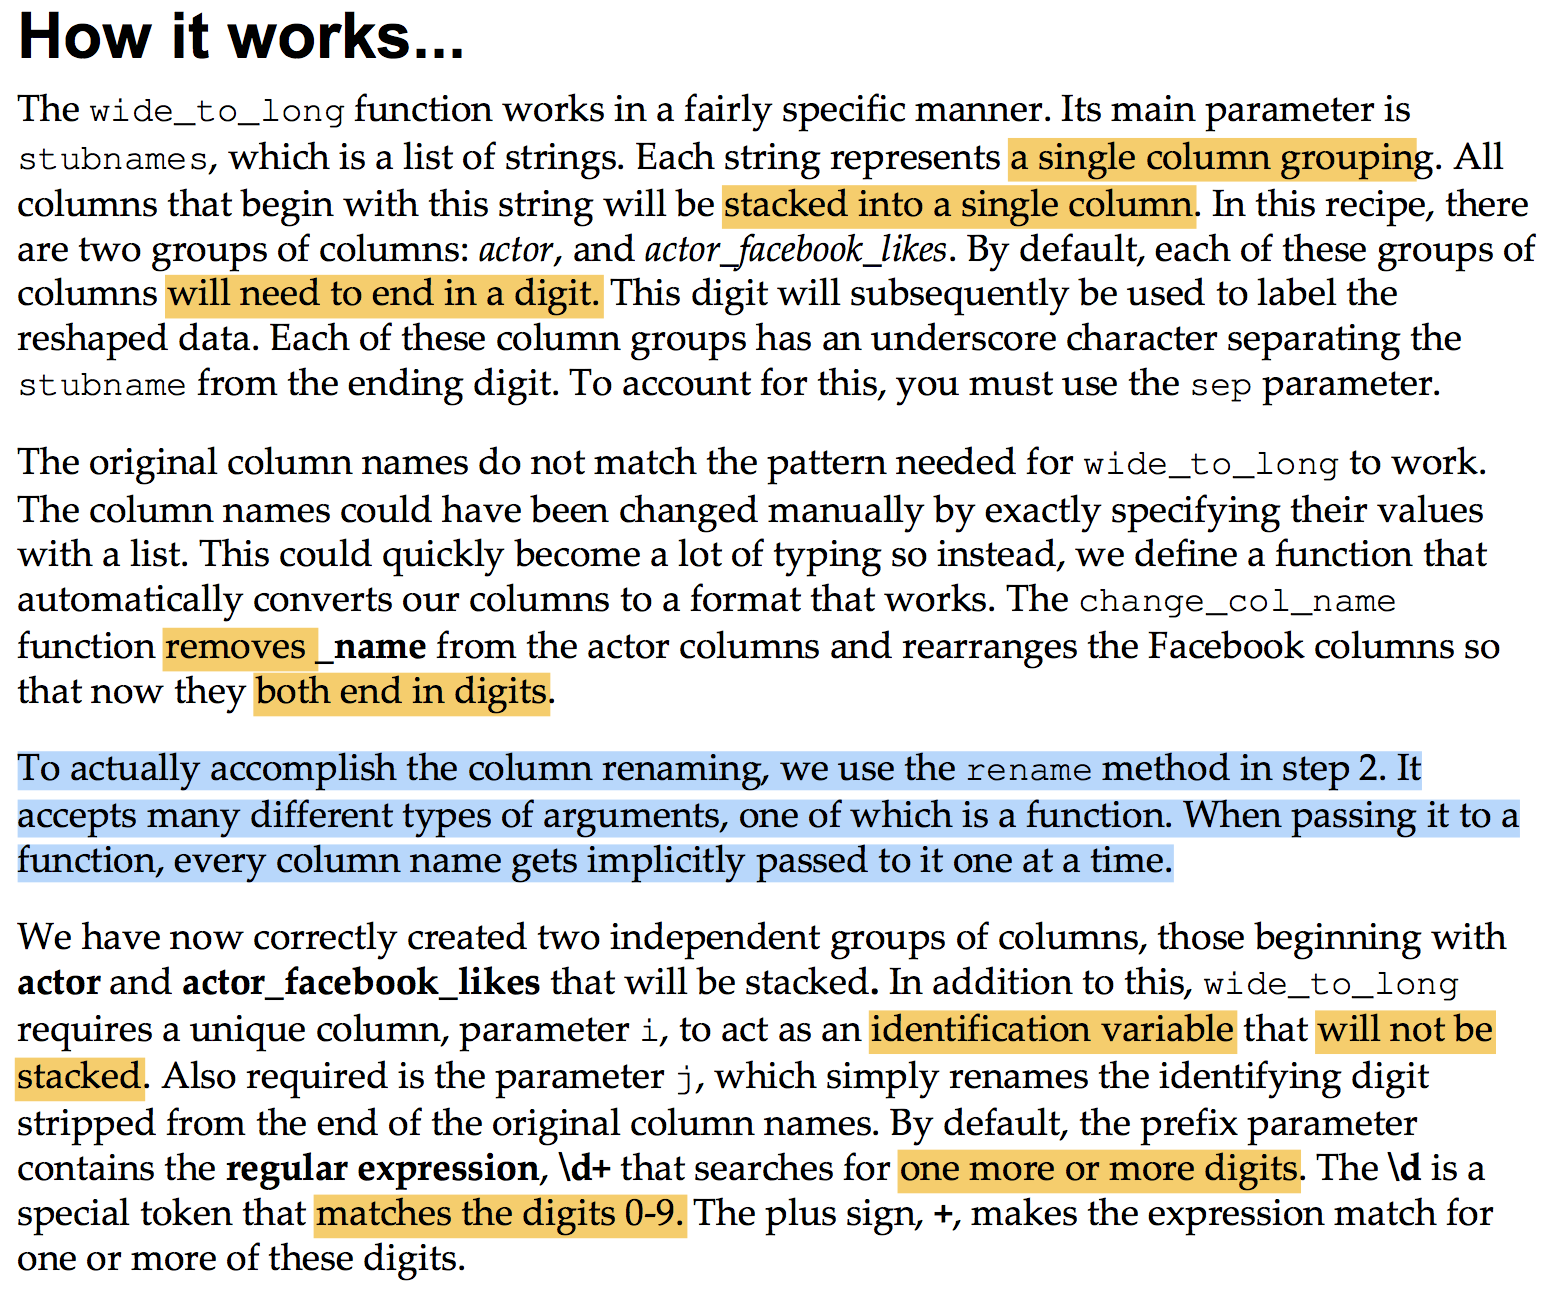 How it works...
The wide_to_long function works in a fairly specific manner. Its main parameter is
stubnames, which is a list of strings. Each string represents a single column grouping. All
columns that begin with this string will be stacked into a single column. In this recipe, there
are two groups of columns: actor, and actor_facebook_likes. By default, each of these groups of
columns will need to end in a digit. This digit will subsequently be used to label the
reshaped data. Each of these column groups has an underscore character separating the
stubname from the ending digit. To account for this, you must use the sep parameter.
The original column names do not match the pattern needed for wide_to_long to work.
The column names could have been changed manually by exactly specifying their values
with a list. This could quickly become a lot of typing so instead, we define a function that
automatically converts our columns to a format that works. The change_col_name
function removes _name from the actor columns and rearranges the Facebook columns so
that now they both end in digits.
To actually accomplish the column renaming, we use the rename method in step 2. It
accepts many different types of arguments, one of which is a function. When passing it to a
function, every column name gets implicitly passed to it one at a time.
We have now correctly created two independent groups of columns, those beginning with
actor and actor_facebook_likes that will be stacked. In addition to this, wide_to_long
requires a unique column, parameter i, to act as an identification variable that will not be
stacked. Also required is the parameter j, which simply renames the identifying digit
stripped from the end of the original column names. By default, the prefix parameter
contains the regular expression, \d+ that searches for one more or more digits. The \d is a
special token that matches the digits 0-9. The plus sign, +, makes the expression match for
one or more of these digits.